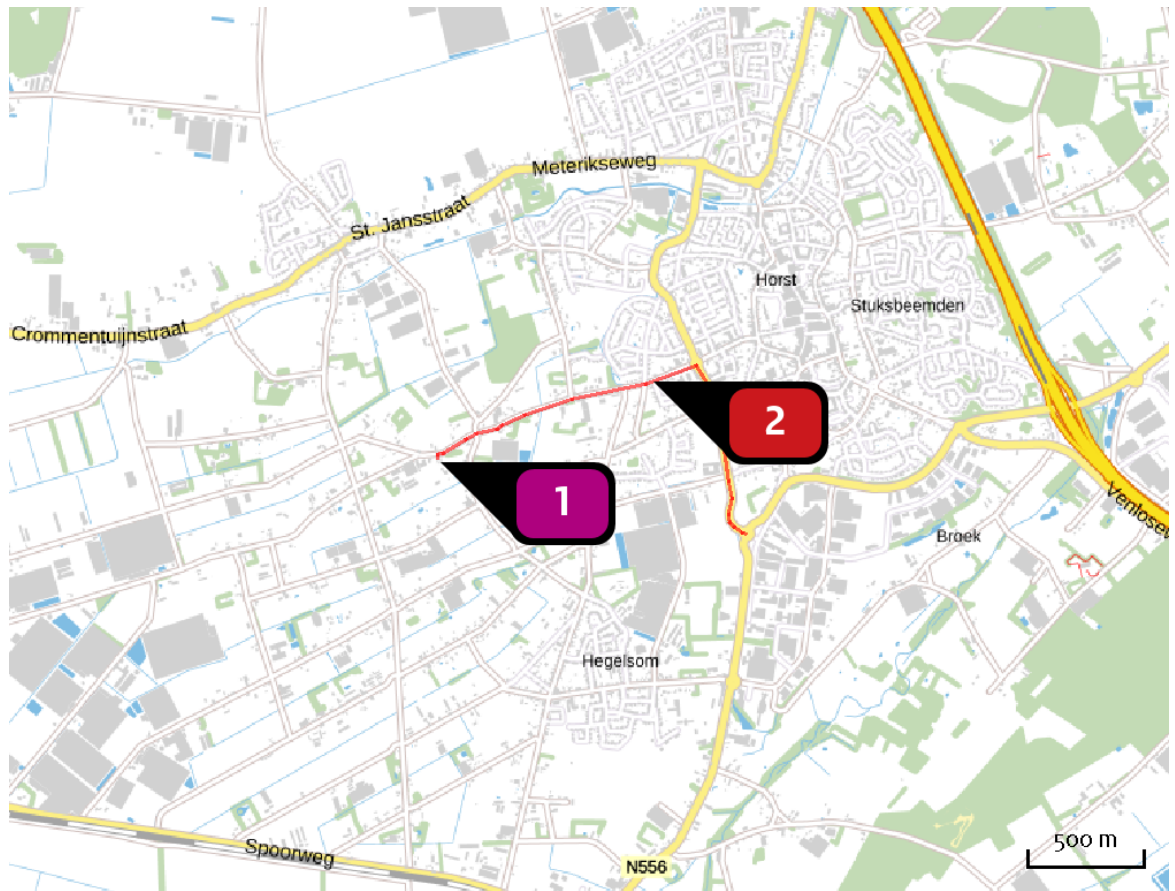 Meterikseweg
St. Jansstraat
Horst
Stuksbeemden
Crommentuijnstraat
2
1
Venlosew
Broek
Hegelsom
500 m
Spoorweg
N556